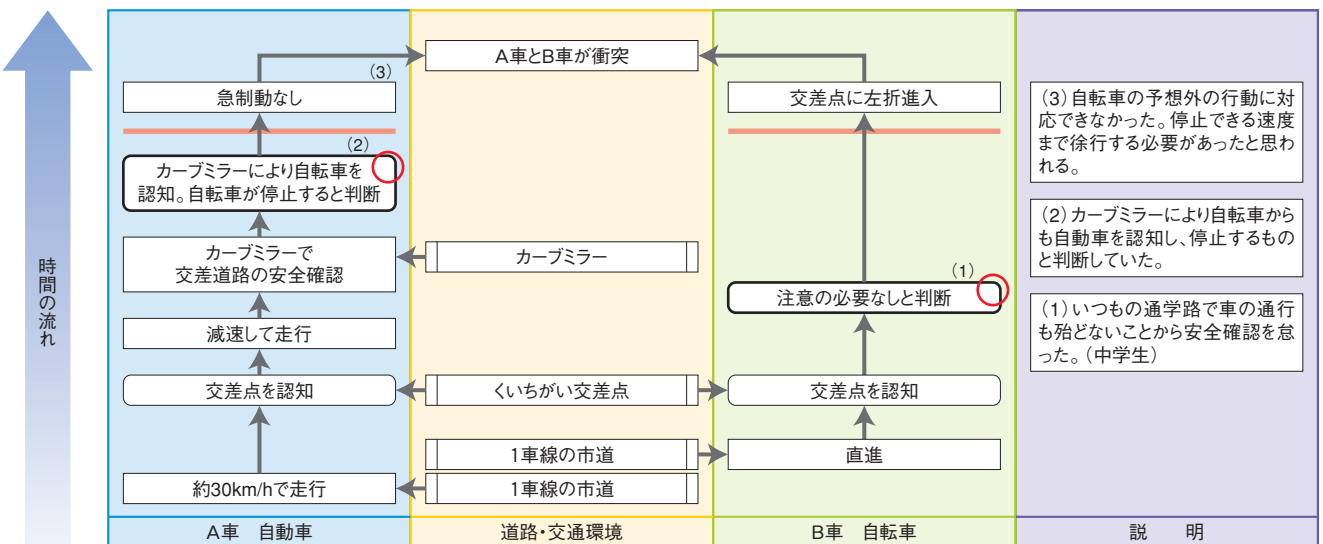 時間の流れ
A車とB車が衝突
(3)
急制動なし
(2)
カーブミラーにより自転車を
認知。自転車が停止すると判断
カーブミラーで
交差道路の安全確認
減速して走行
交差点を認知
約30km/hで走行
A車 自動車
カーブミラー
くいちがい交差点
1車線の市道
1車線の市道
道路・交通環境
交差点に左折進入
(1)
注意の必要なしと判断
交差点を認知
直進
B車 自転車
(3)自転車の予想外の行動に対
応できなかった。停止できる速度
まで徐行する必要があったと思わ
れる。
(2)カーブミラーにより自転車から
も自動車を認知し、停止するもの
と判断していた。
(1)いつもの通学路で車の通行
も殆どないことから安全確認を怠
った。(中学生)
説 明